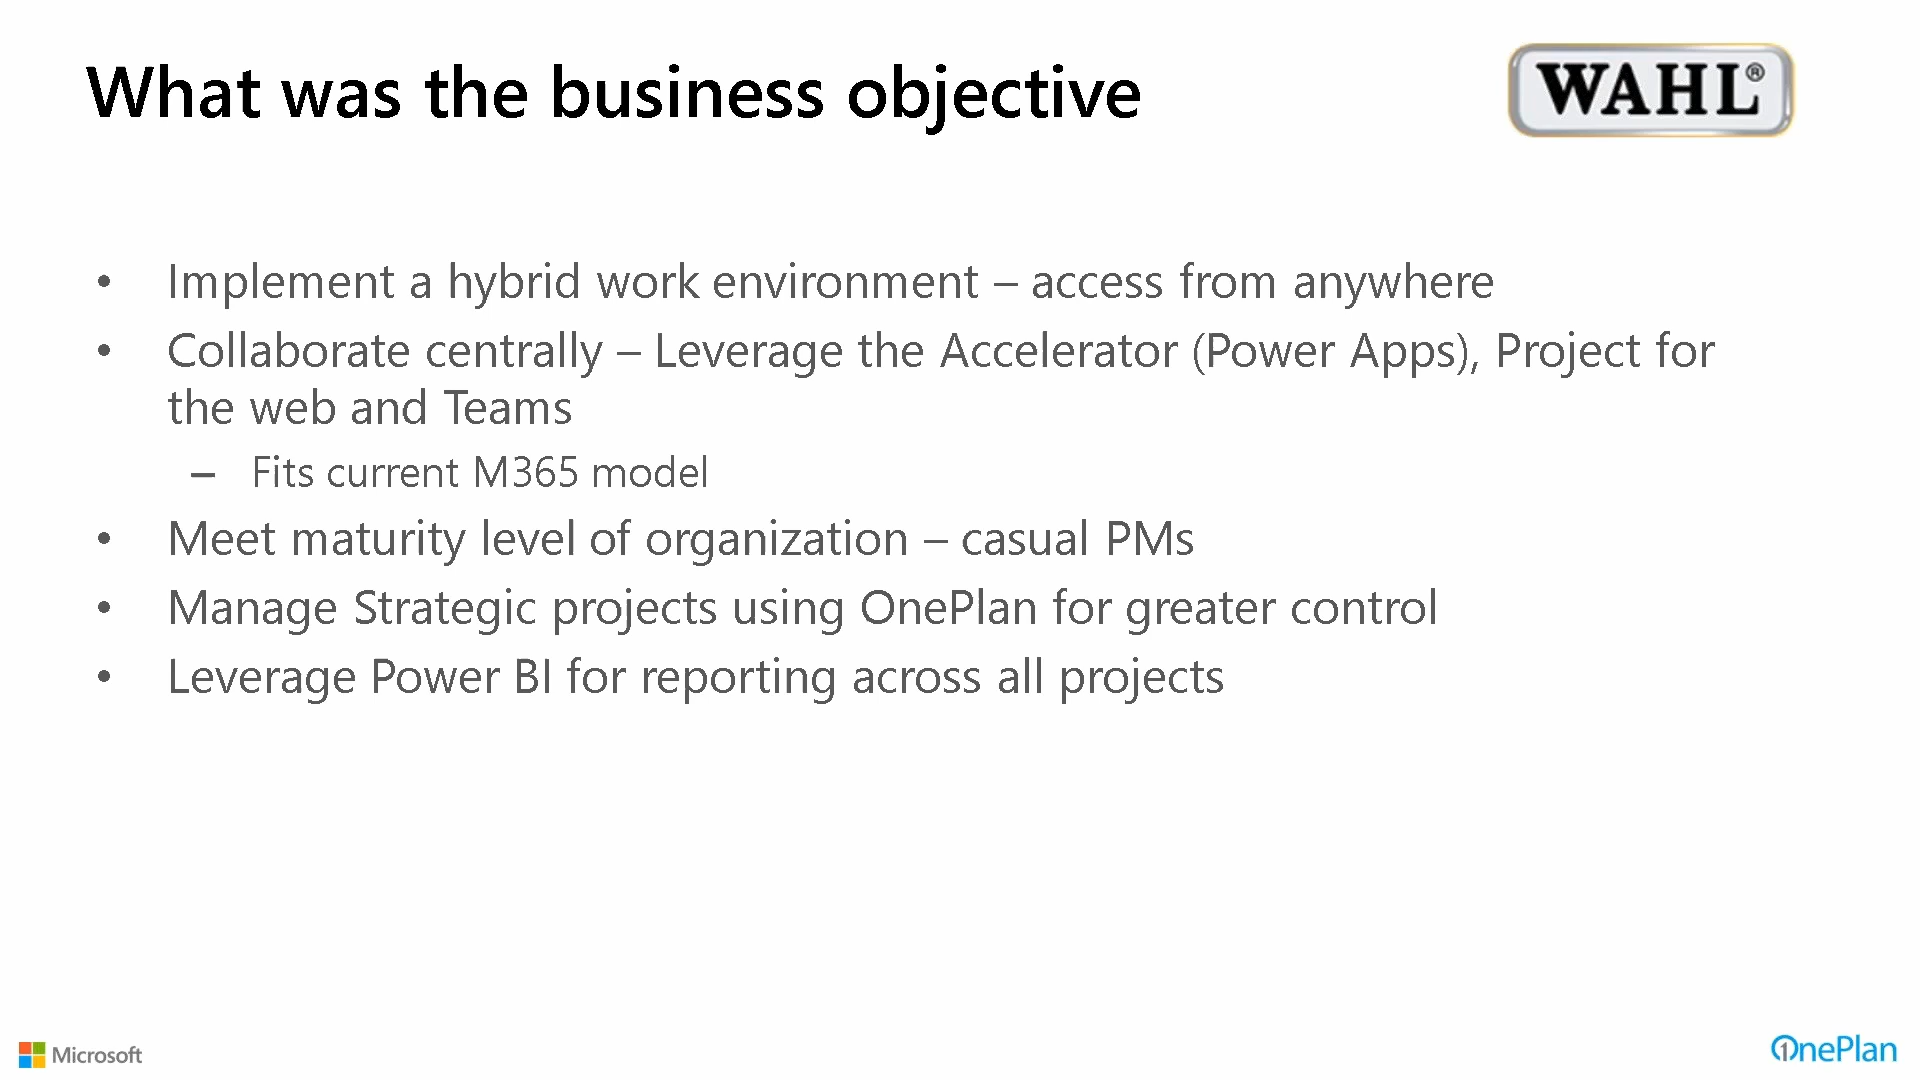 What was the business objective
WAHL®
• Implement a hybrid work environment – access from anywhere
• Collaborate centrally – Leverage the Accelerator (Power Apps), Project for
the web and Teams
– Fits current M365 model
• Meet maturity level of organization – casual PMs
• Manage Strategic projects using OnePlan for greater control
• Leverage Power BI for reporting across all projects
Microsoft
OnePlan